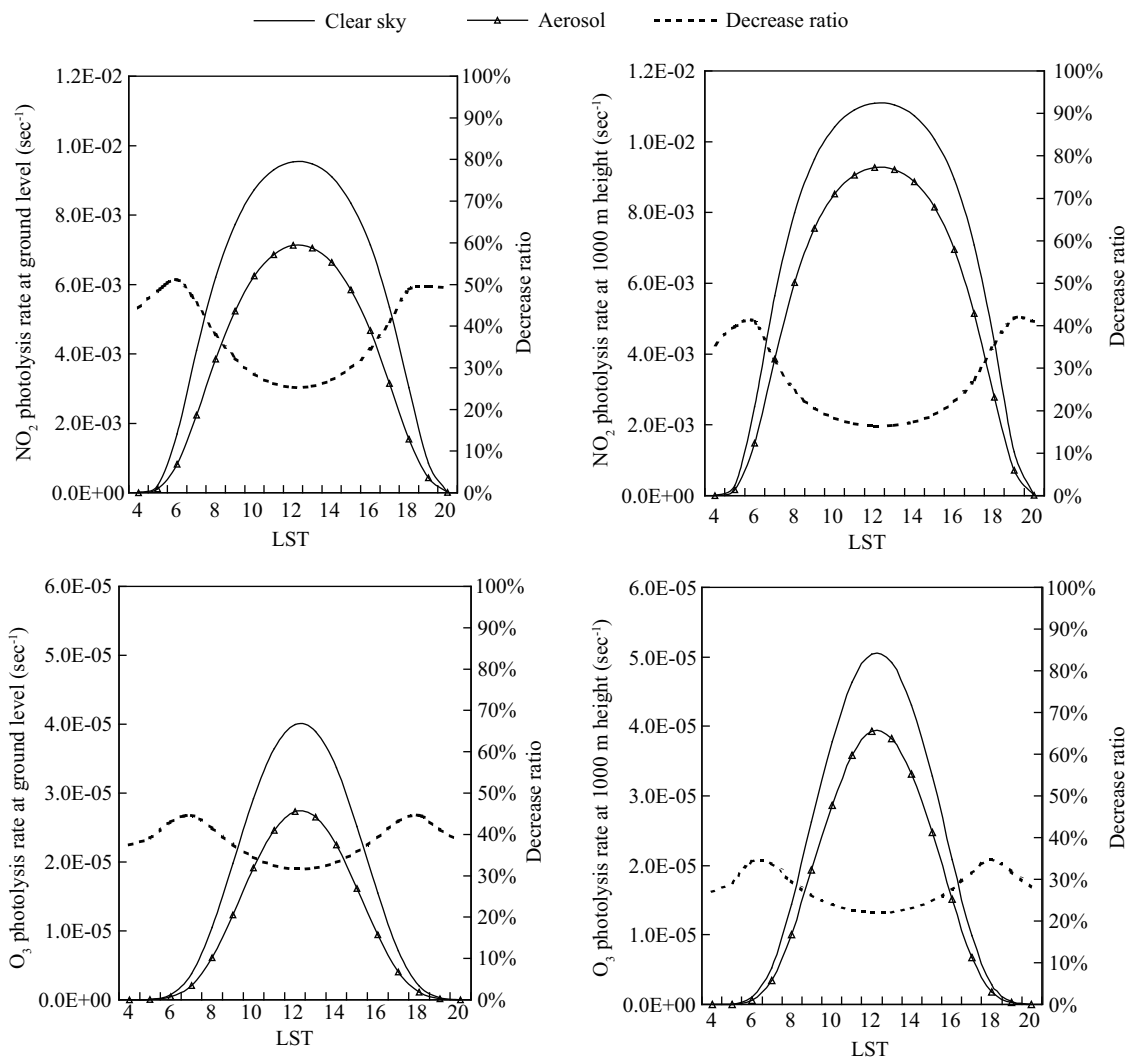 Clear sky Aerosol Decrease ratio
1.2E-02
1.0E-02
8.0E-03
6.0E-03
4.0E-03
2.0E-03
0.0E+00
NO2 photolysis rate at ground level (sec-1)
100%
90%
80%
70%
60%
50%
40%
30%
20%
10%
0%
Decrease ratio
4 6 8 10 12 14 16 18 20
LST
1.2E-02
1.0E-02
8.0E-03
6.0E-03
4.0E-03
2.0E-03
0.0E+00
NO2 photolysis rate at 1000 m height (sec-1)
100%
90%
80%
70%
60%
50%
40%
30%
20%
10%
0%
Decrease ratio
4 6 8 10 12 14 16 18 20
LST
6.0E-05
5.0E-05
4.0E-05
3.0E-05
2.0E-05
1.0E-05
0.0E+00
O3 photolysis rate at ground level (sec-1)
100%
90%
80%
70%
60%
50%
40%
30%
20%
10%
0%
Decrease ratio
4 6 8 10 12 14 16 18 20
LST
6.0E-05
5.0E-05
4.0E-05
3.0E-05
2.0E-05
1.0E-05
0.0E+00
O3 photolysis rate at 1000 m height (sec-1)
100%
90%
80%
70%
60%
50%
40%
30%
20%
10%
0%
Decrease ratio
4 6 8 10 12 14 16 18 20
LST